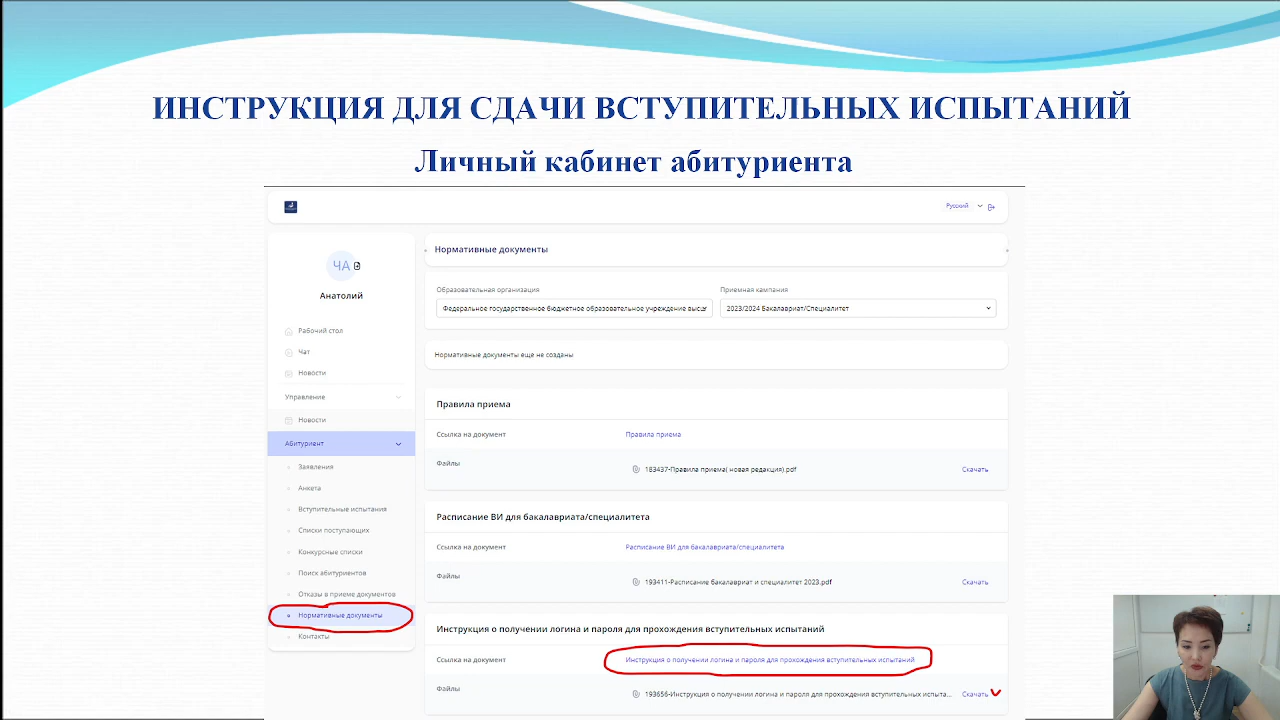 ИНСТРУКЦИЯ ДЛЯ СДАЧИ ВСТУПИТЕЛЬНЫХ ИСПЫТАНИЙ
Личный кабинет абитуриента
Русский
ЧА
Анатолий
Рабочий стол
Чат
Новости
Управление
Новости
Абитуриент
Заявления
Анкета
Вступительные испытания
Списки поступающих
Конкурсные списки
Поиск абитуриентов
Отказы в приеме документов
Нормативные документы
Контакты
Нормативные документы
Образовательная организация
Федеральное государственное бюджетное образовательное учреждение высш
Приемная кампания
2023/2024 Бакалавриат/Специалитет
Нормативные документы еще не созданы
Правила приема
Ссылка на документ Правила приема
Файлы 183437-Правила приема( новая редакция).pdf Скачать
Расписание ВИ для бакалавриата/специалитета
Ссылка на документ Расписание ВИ для бакалавриата/специалитета
Файлы 193411-Расписание бакалавриат и специалитет 2023.pdf Скачать
Инструкция о получении логина и пароля для прохождения вступительных испытаний
Ссылка на документ Инструкция о получении логина и пароля для прохождения вступительных испытаний
Файлы 193656-Инструкция о получении логина и пароля для прохождения вступительных испыта... Скачать